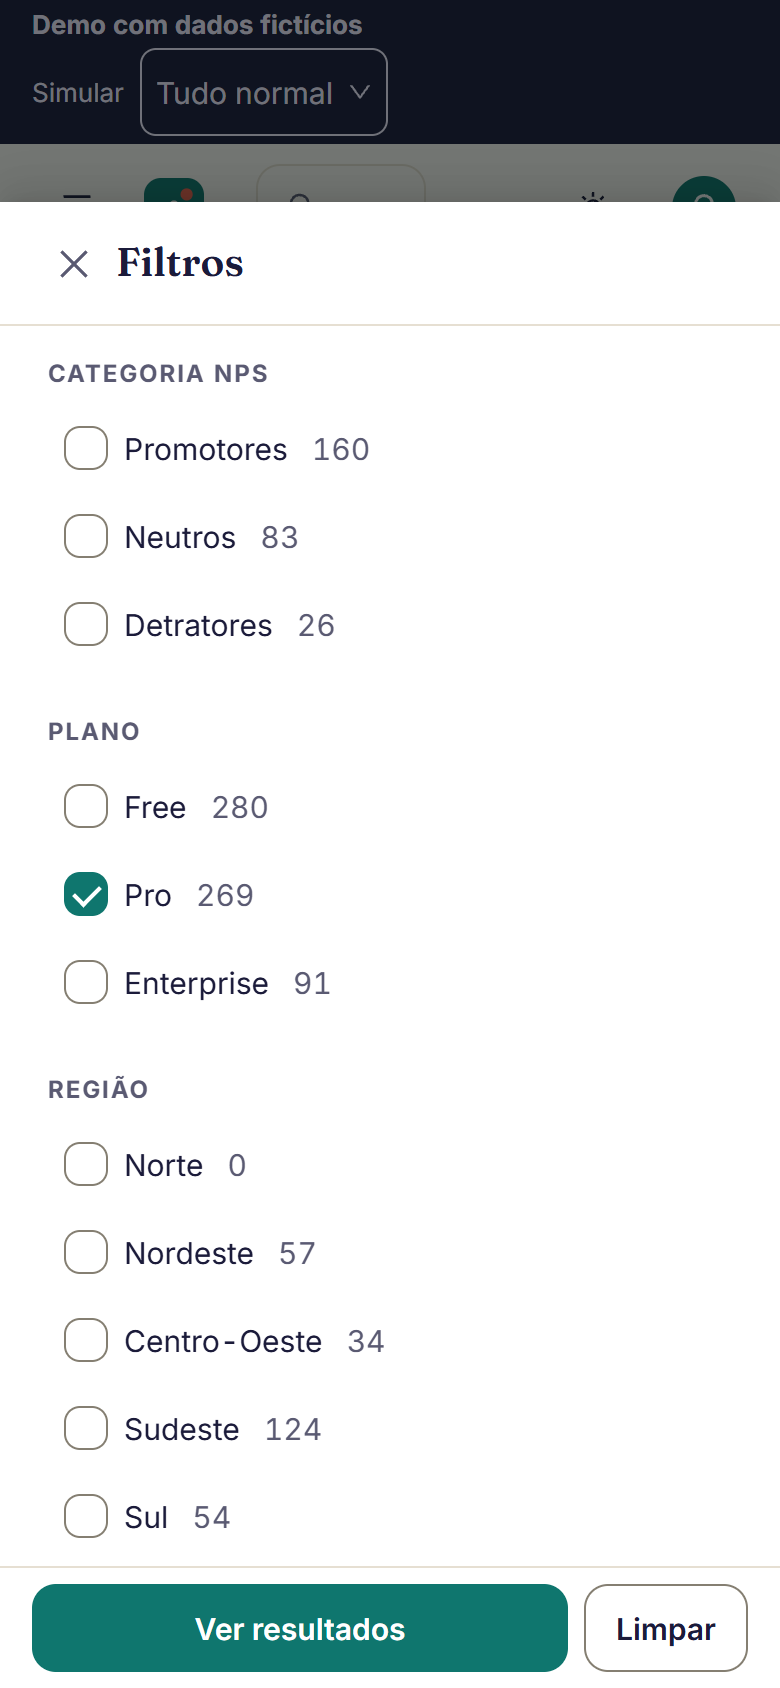 Demo com dados fictícios
Simular Tudo normal
Filtros
CATEGORIA NPS
Promotores 160
Neutros 83
Detratores 26
PLANO
Free 280
Pro 269
Enterprise 91
REGIÃO
Norte 0
Nordeste 57
Centro-Oeste 34
Sudeste 124
Sul 54
Ver resultados Limpar